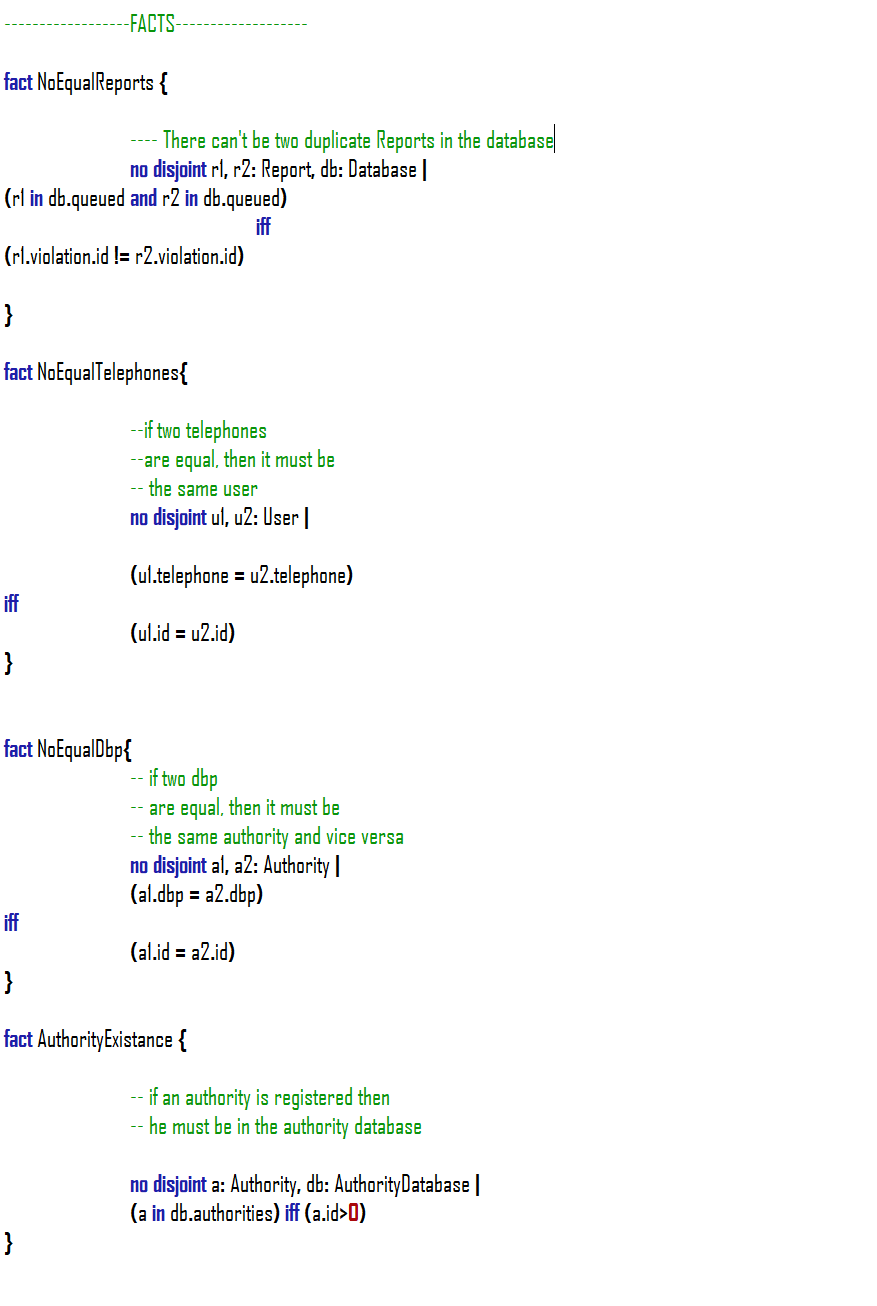 ------------------FACTS-------------------
fact NoEqualReports {
---- There can't be two duplicate Reports in the database
no disjoint r1, r2: Report, db: Database |
(r1 in db.queued and r2 in db.queued)
iff
(r1.violation.id != r2.violation.id)
}
fact NoEqualTelephones{
--if two telephones
--are equal, then it must be
-- the same user
no disjoint u1, u2: User |
(u1.telephone = u2.telephone)
iff
(u1.id = u2.id)
}
fact NoEqualDbp{
-- if two dbp
-- are equal, then it must be
-- the same authority and vice versa
no disjoint a1, a2: Authority |
(a1.dbp = a2.dbp)
iff
(a1.id = a2.id)
}
fact AuthorityExistance {
-- if an authority is registered then
-- he must be in the authority database
no disjoint a: Authority, db: AuthorityDatabase |
(a in db.authorities) iff (a.id>0)
}